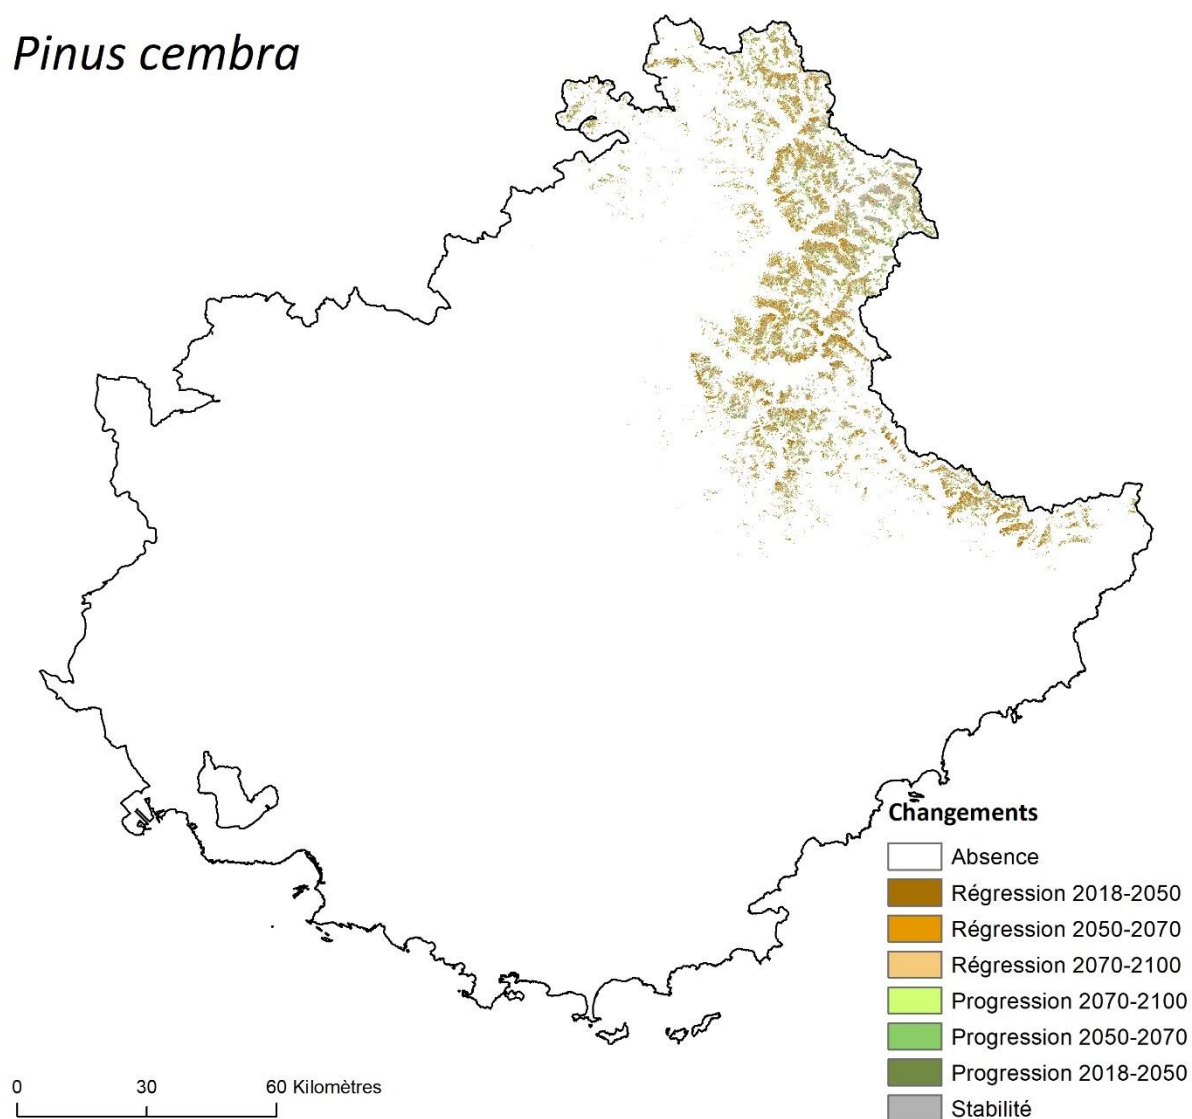 Pinus cembra
Changements
Absence
Régression 2018-2050
Régression 2050-2070
Régression 2070-2100
Progression 2070-2100
Progression 2050-2070
Progression 2018-2050
Stabilité
0 30 60 Kilomètres